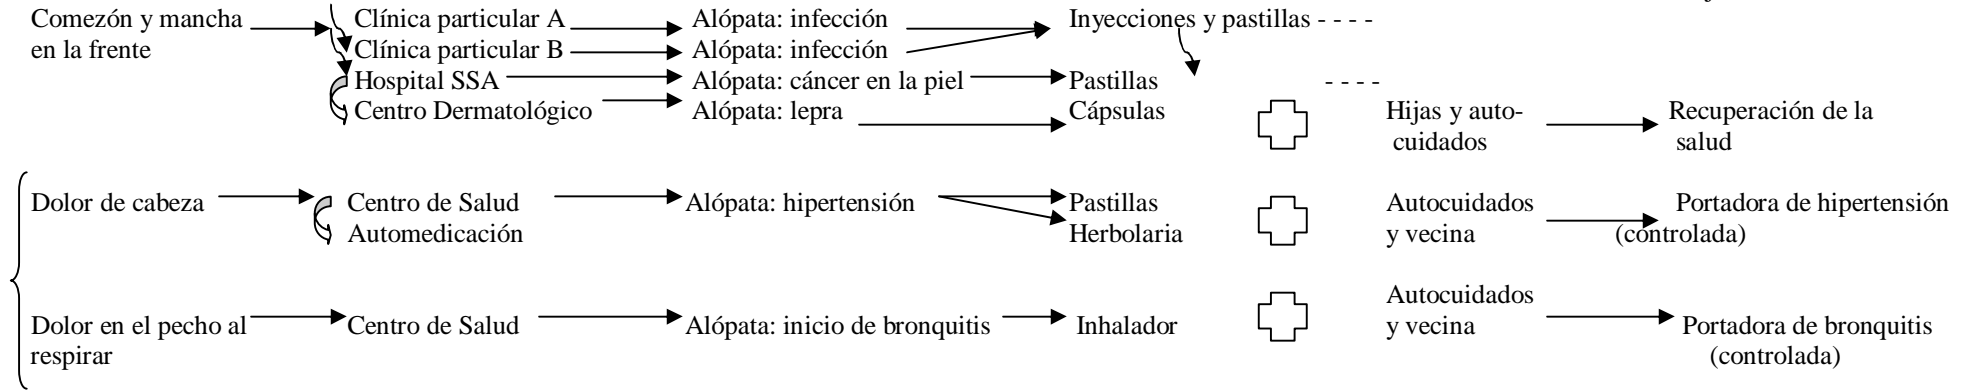 Comezón y mancha Clínica particular A Alópata: infección Inyecciones y pastillas - - - -
en la frente Clínica particular B Alópata: infección
Hospital SSA Alópata: cáncer en la piel Pastillas - - - -
Centro Dermatológico Alópata: lepra Cápsulas Hijas y auto- Recuperación de la
cuidados salud
Dolor de cabeza Centro de Salud Alópata: hipertensión Pastillas Autocuidados Portadora de hipertensión
Automedicación Herbolaria y vecina (controlada)
Autocuidados
Dolor en el pecho al Centro de Salud Alópata: inicio de bronquitis Inhalador y vecina Portadora de bronquitis
respirar (controlada)